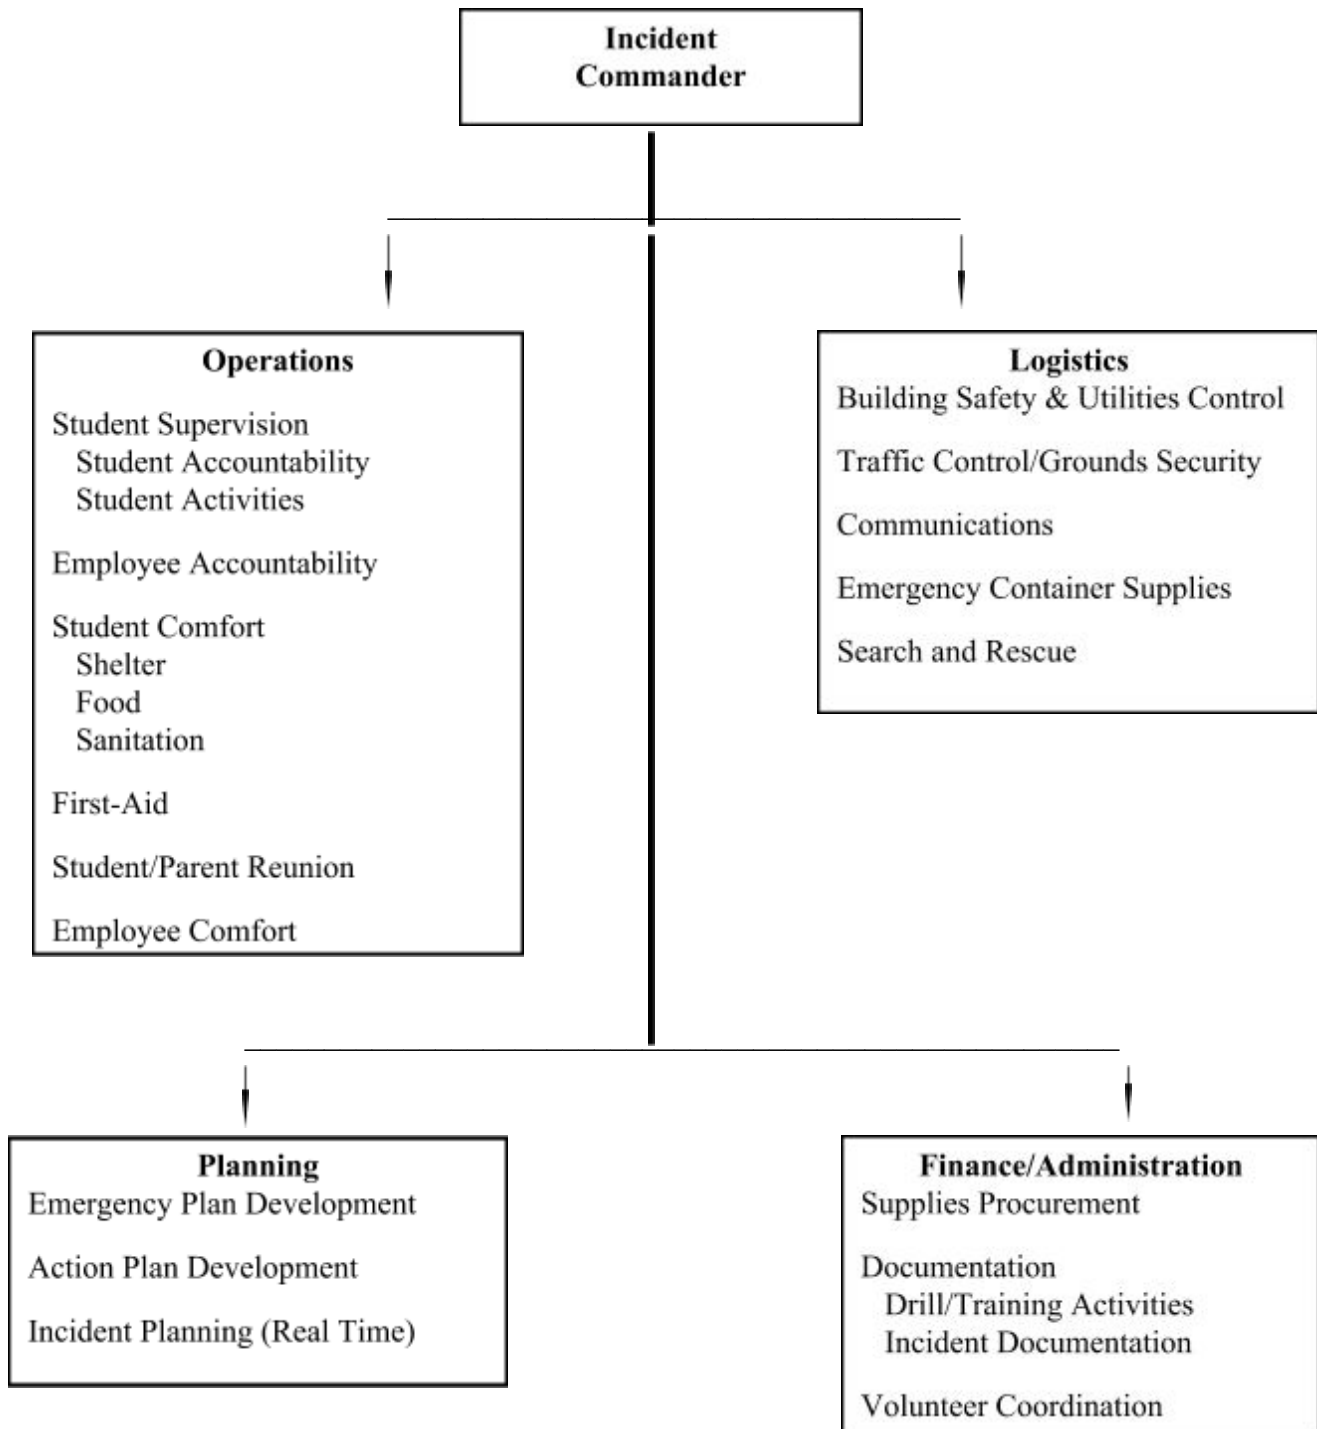 Incident
Commander
Operations
Student Supervision
Student Accountability
Student Activities
Employee Accountability
Student Comfort
Shelter
Food
Sanitation
First-Aid
Student/Parent Reunion
Employee Comfort
Logistics
Building Safety & Utilities Control
Traffic Control/Grounds Security
Communications
Emergency Container Supplies
Search and Rescue
Planning
Emergency Plan Development
Action Plan Development
Incident Planning (Real Time)
Finance/Administration
Supplies Procurement
Documentation
Drill/Training Activities
Incident Documentation
Volunteer Coordination